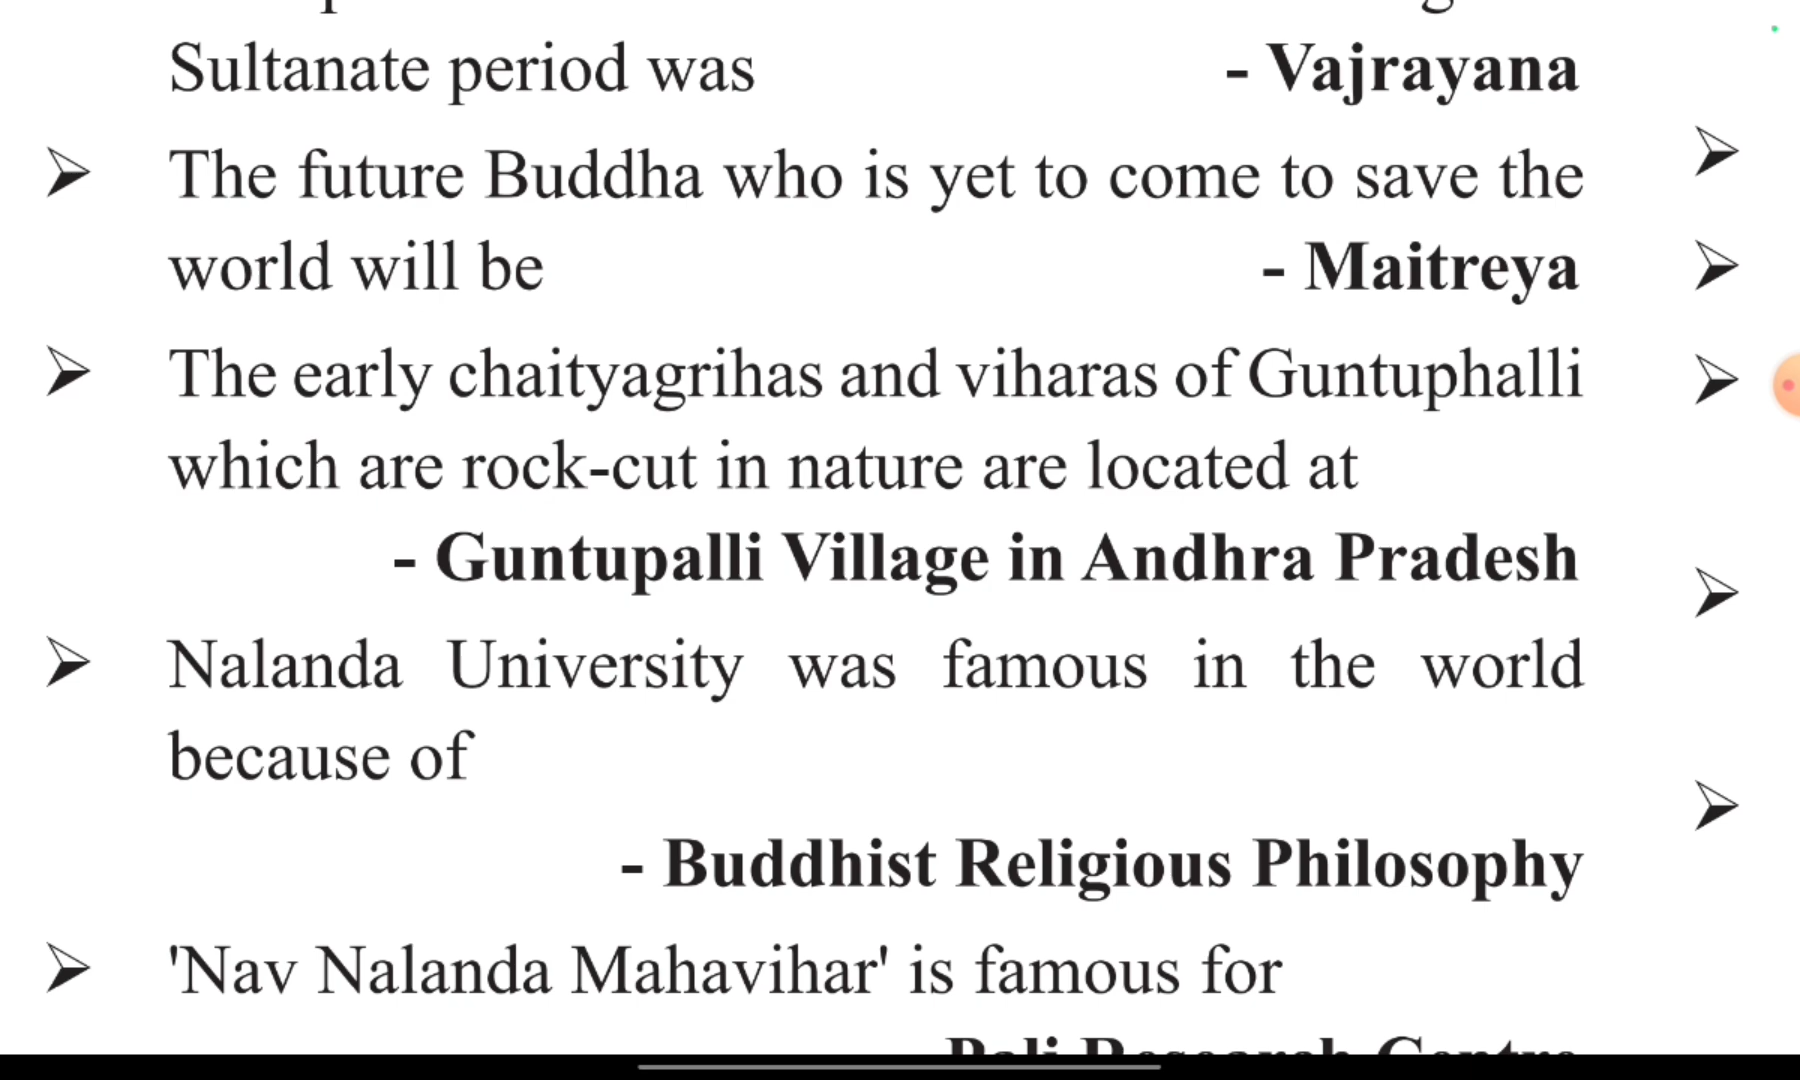 Sultanate period was - Vajrayana
➢ The future Buddha who is yet to come to save the
world will be - Maitreya
➢ The early chaityagrihas and viharas of Guntuphalli
which are rock-cut in nature are located at
- Guntupalli Village in Andhra Pradesh
➢ Nalanda University was famous in the world
because of
- Buddhist Religious Philosophy
➢ 'Nav Nalanda Mahavihar' is famous for
Pali Research Centre